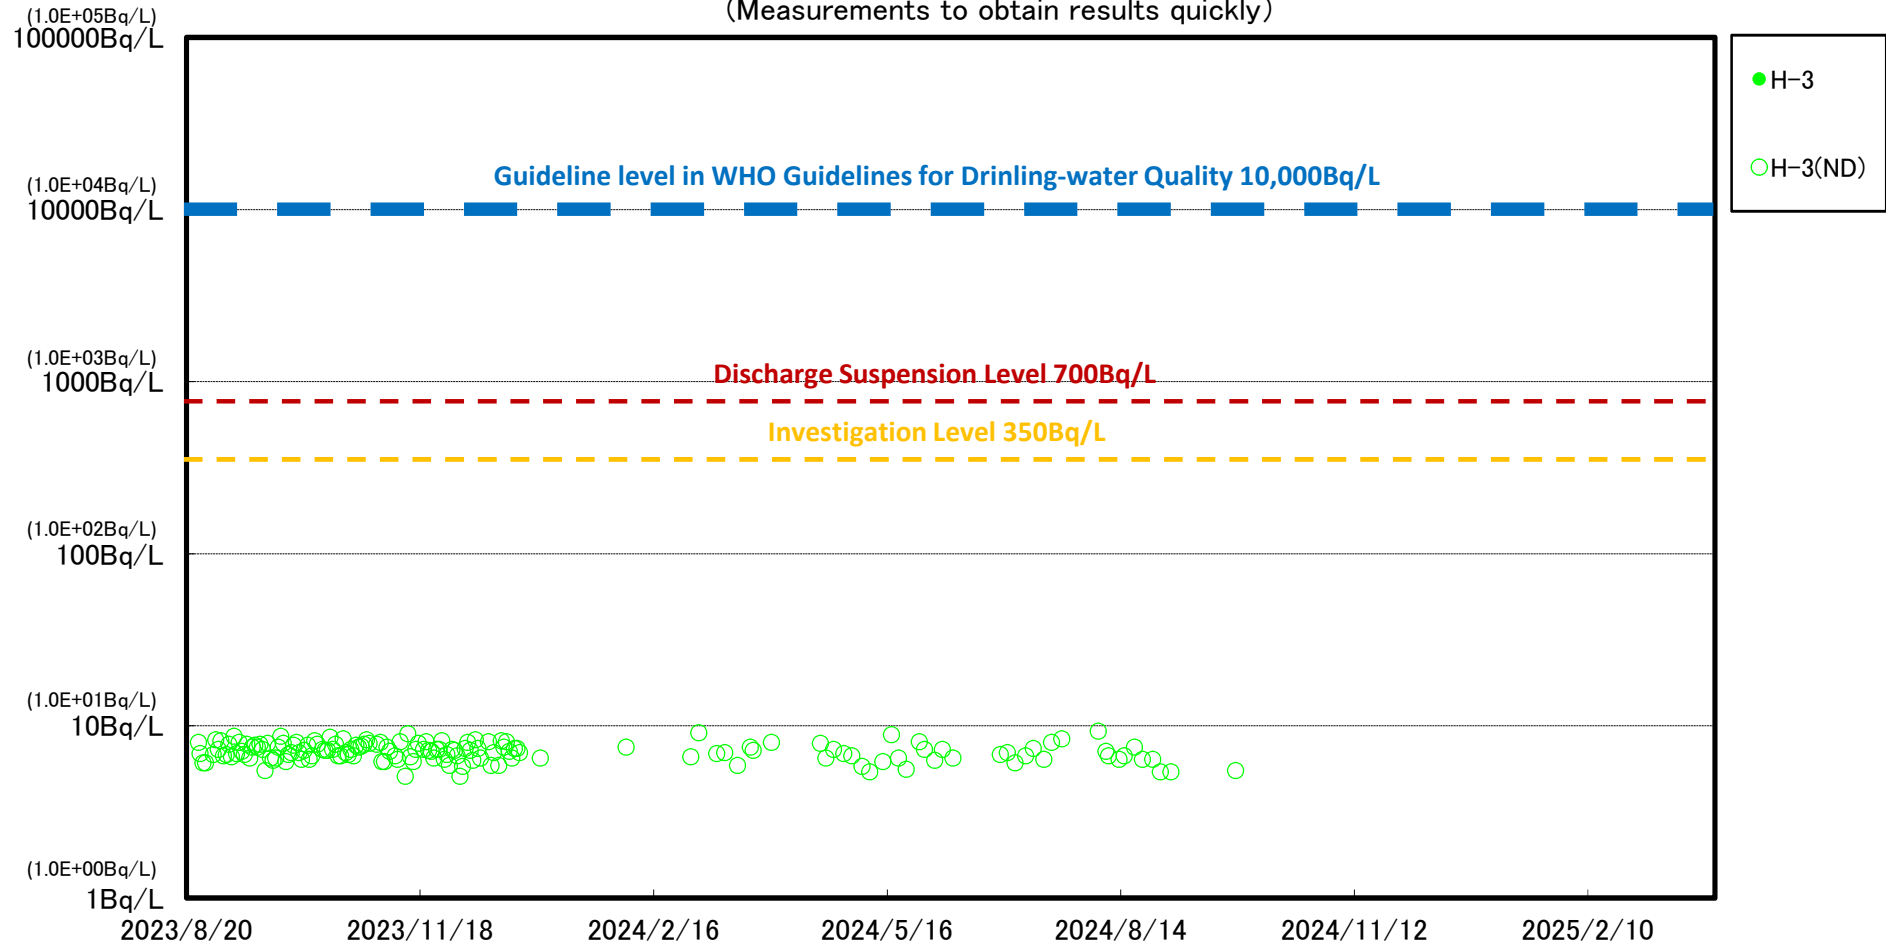 (Measurements to obtain results quickly)
(1.0E+05Bq/L)
100000Bq/L
H-3
H-3(ND)
Guideline level in WHO Guidelines for Drinling-water Quality 10,000Bq/L
(1.0E+04Bq/L)
10000Bq/L
(1.0E+03Bq/L)
1000Bq/L
Discharge Suspension Level 700Bq/L
Investigation Level 350Bq/L
(1.0E+02Bq/L)
100Bq/L
(1.0E+01Bq/L)
10Bq/L
(1.0E+00Bq/L)
1Bq/L
2023/8/20 2023/11/18 2024/2/16 2024/5/16 2024/8/14 2024/11/12 2025/2/10